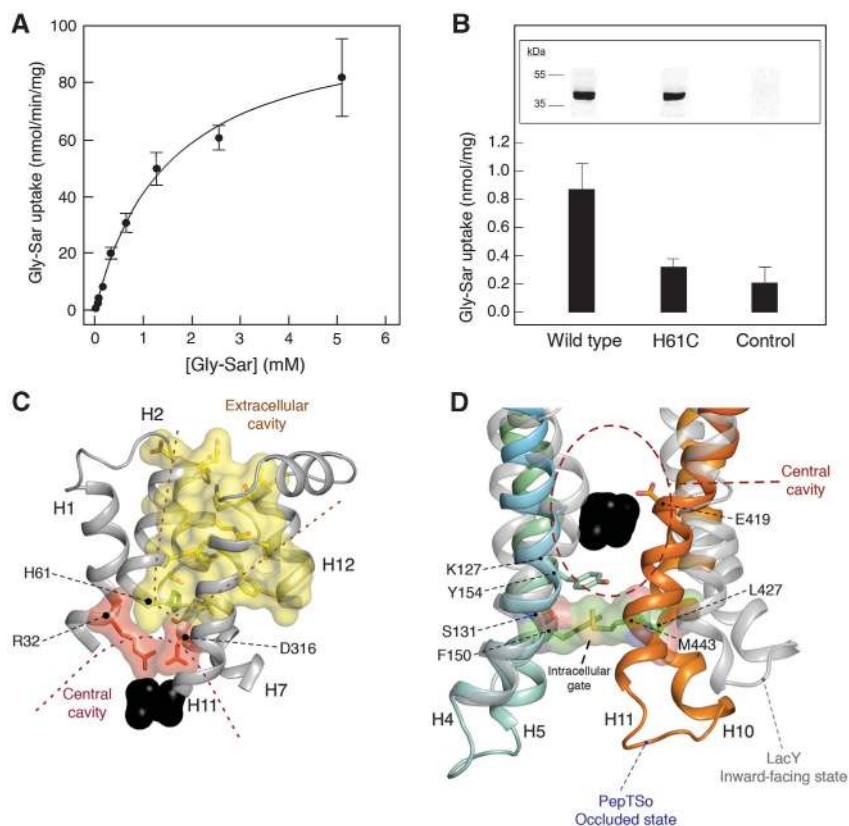 A
100
80
60
40
20
0
Gly-Sar uptake (nmol/min/mg)
0 1 2 3 4 5 6
[Gly-Sar] (mM)
B
kDa
55
35
1.2
1.0
0.8
0.6
0.4
0.2
0.0
Gly-Sar uptake (nmol/mg)
Wild type H61C Control
C
H2
Extracellular
cavity
H1
H61
H12
R32
D316
Central
cavity
H11
H7
D
Central
cavity
E419
K127
Y154
L427
S131
F150
M443
Intracellular
gate
H4
H5
H11
H10
LacY
Inward-facing state
PepTSo
Occluded state